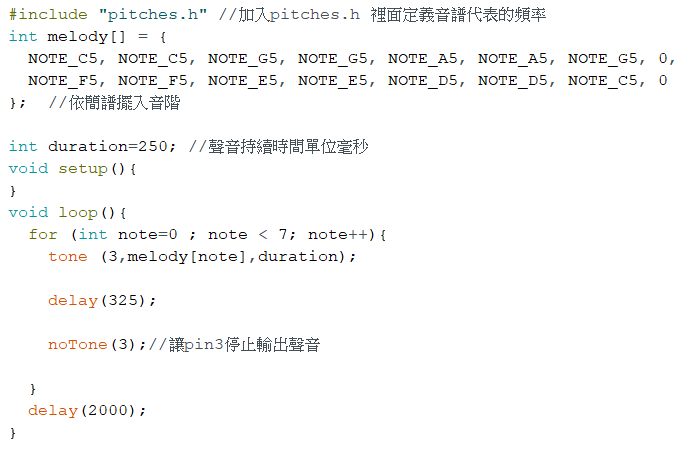 #include "pitches.h" //加入pitches.h 裡面定義音譜代表的頻率
int melody[] = {
  NOTE_C5, NOTE_C5, NOTE_G5, NOTE_G5, NOTE_A5, NOTE_A5, NOTE_G5, 0,
  NOTE_F5, NOTE_F5, NOTE_E5, NOTE_E5, NOTE_D5, NOTE_D5, NOTE_C5, 0
};  //依簡譜擺入音階

int duration=250; //聲音持續時間單位毫秒
void setup(){
}
void loop(){
  for (int note=0 ; note < 7; note++){
    tone (3,melody[note],duration);

    delay(325);

    noTone(3);//讓pin3停止輸出聲音

  }
  delay(2000);
}